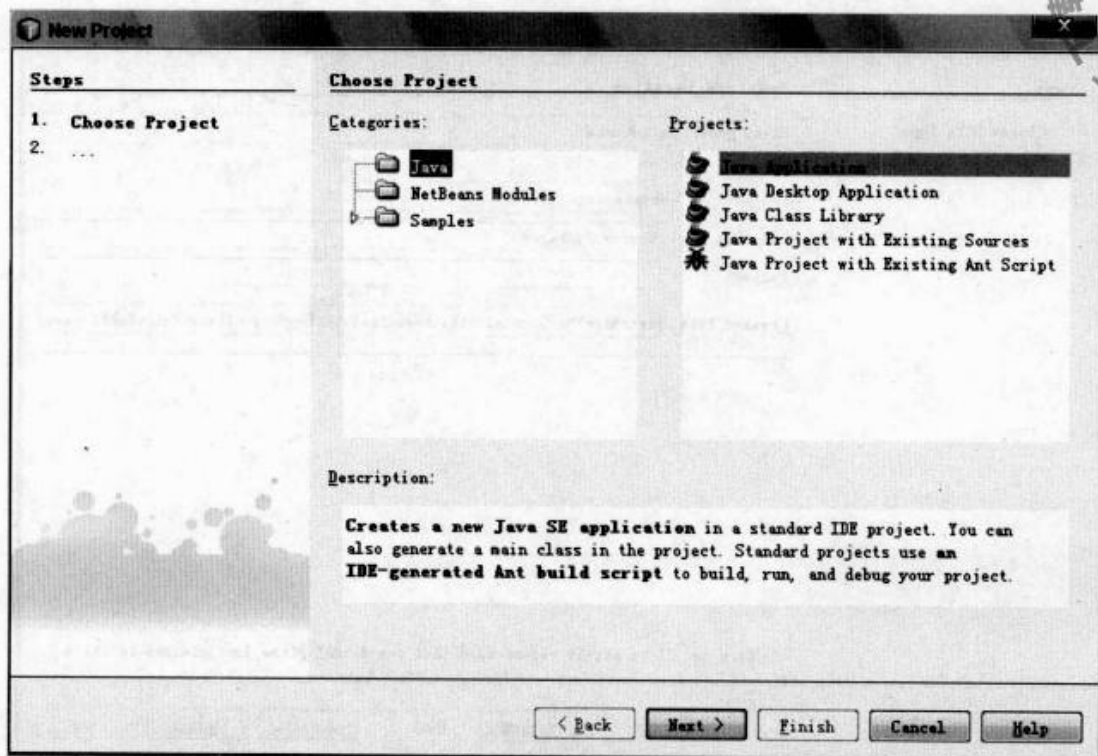 New Project
Steps
1. Choose Project
2. ...
Choose Project
Categories:
Java
NetBeans Modules
Samples
Projects:
Java Application
Java Desktop Application
Java Class Library
Java Project with Existing Sources
Java Project with Existing Ant Script
Description:
Creates a new Java SE application in a standard IDE project. You can
also generate a main class in the project. Standard projects use an
IDE-generated Ant build script to build, run, and debug your project.
< Back
Next >
Finish
Cancel
Help